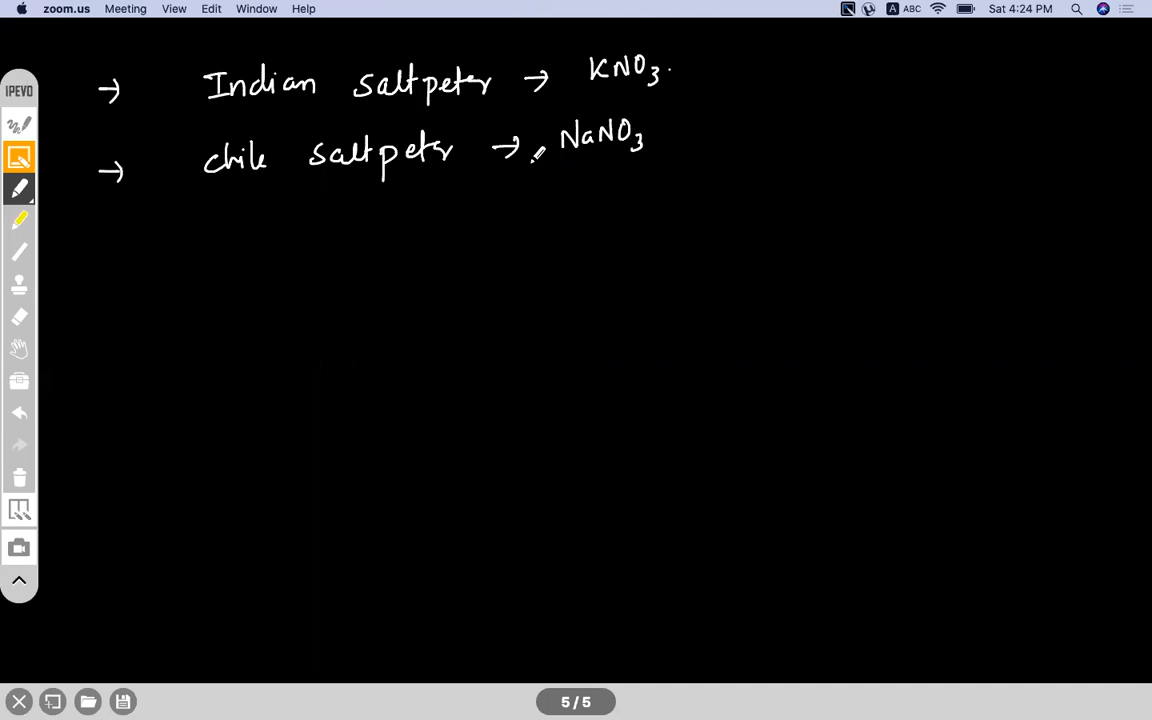 zoom.us Meeting View Edit Window Help A ABC Sat 4:24 PM
IPEVO
→ Indian saltpeter → KNO₃.
→ chile saltpeter → NaNO₃
5 / 5